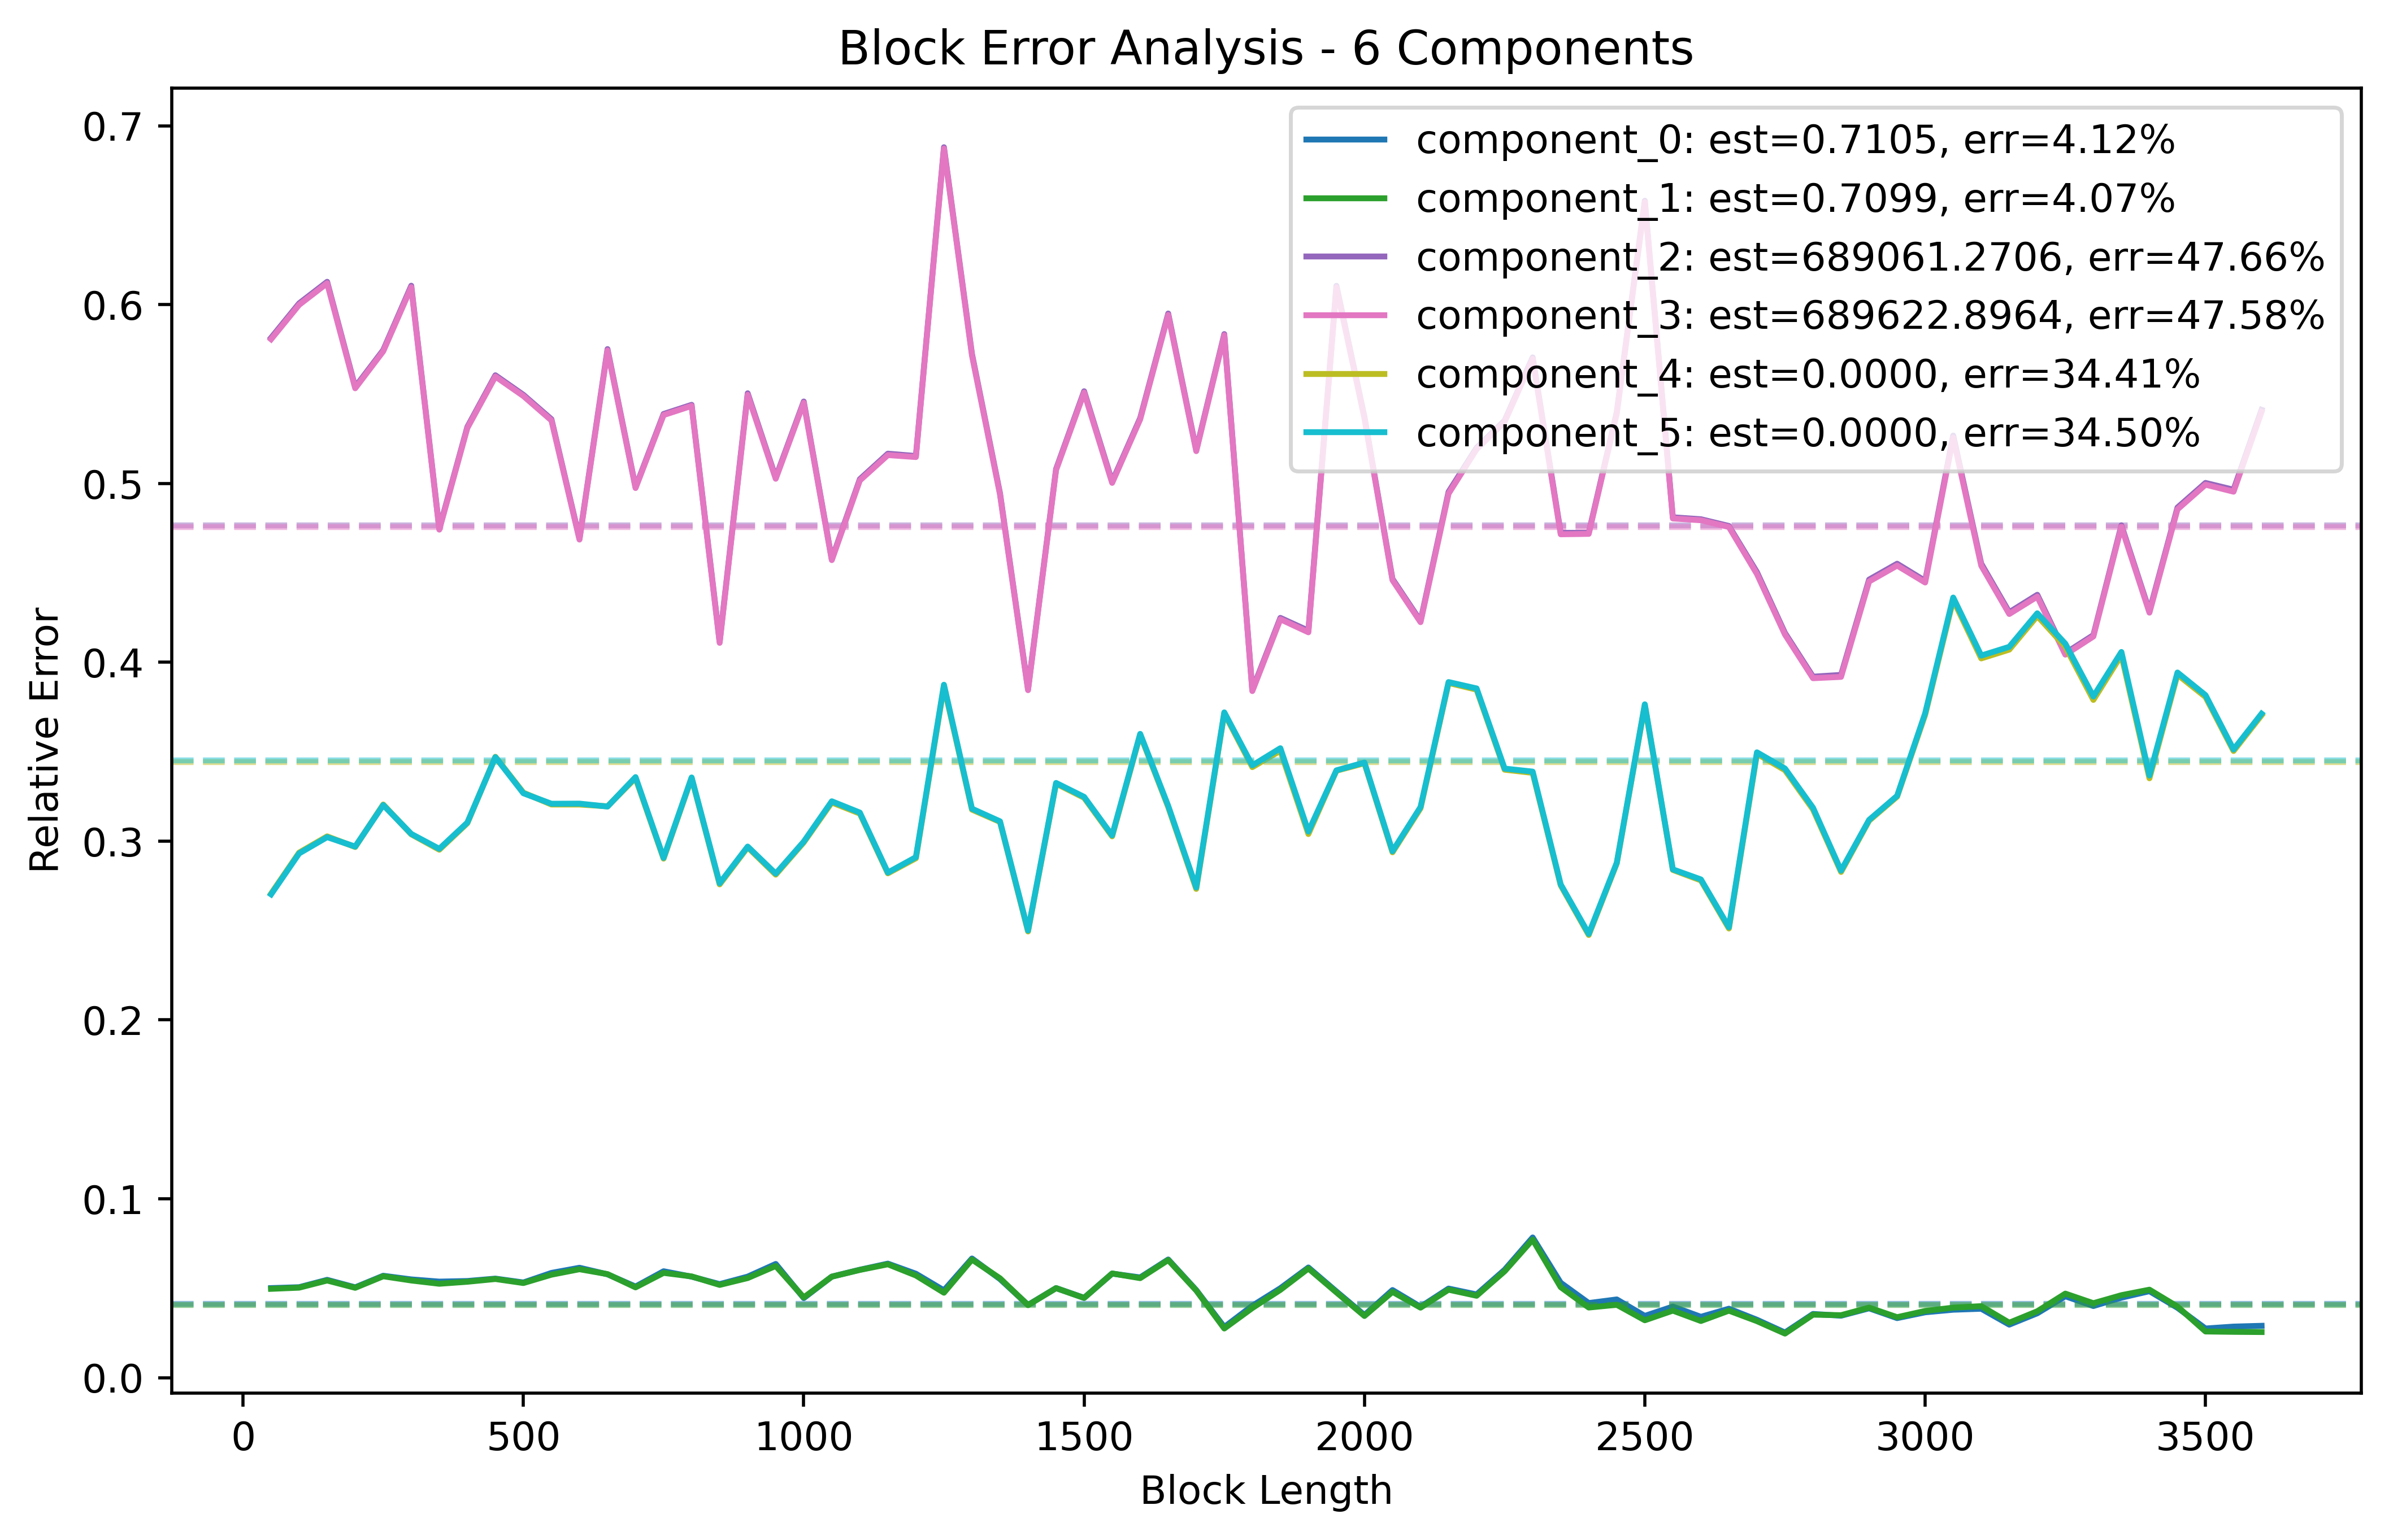 Block Error Analysis - 6 Components
0.7
0.6
0.5
0.4
0.3
0.2
0.1
0.0
Relative Error
component_0: est=0.7105, err=4.12%
component_1: est=0.7099, err=4.07%
component_2: est=689061.2706, err=47.66%
component_3: est=689622.8964, err=47.58%
component_4: est=0.0000, err=34.41%
component_5: est=0.0000, err=34.50%
0 500 1000 1500 2000 2500 3000 3500
Block Length